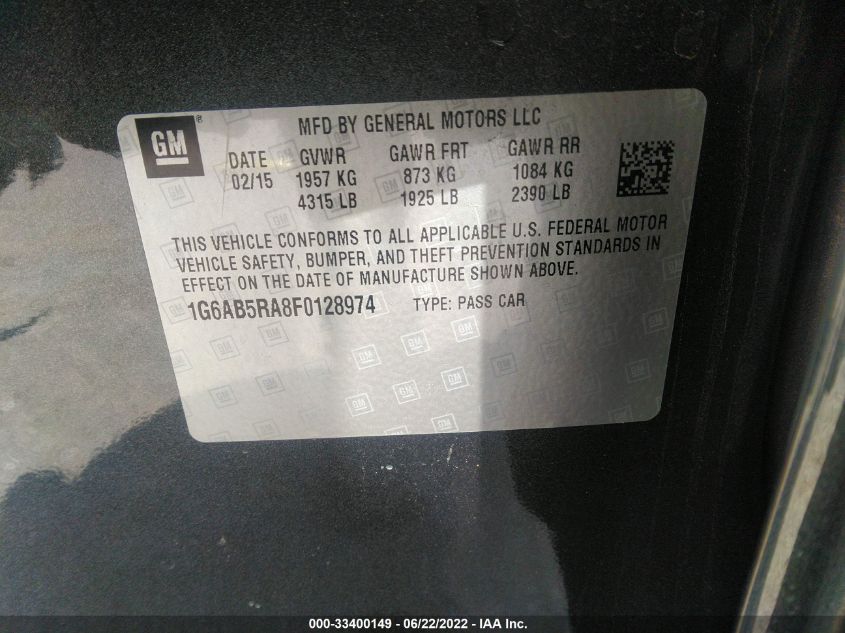 GM
MFD BY GENERAL MOTORS LLC
DATE GVWR GAWR FRT GAWR RR
02/15 1957 KG 873 KG 1084 KG
4315 LB 1925 LB 2390 LB
THIS VEHICLE CONFORMS TO ALL APPLICABLE U.S. FEDERAL MOTOR
VEHICLE SAFETY, BUMPER, AND THEFT PREVENTION STANDARDS IN
EFFECT ON THE DATE OF MANUFACTURE SHOWN ABOVE.
1G6AB5RA8F0128974 TYPE: PASS CAR
000-33400149 - 06/22/2022 - IAA Inc.